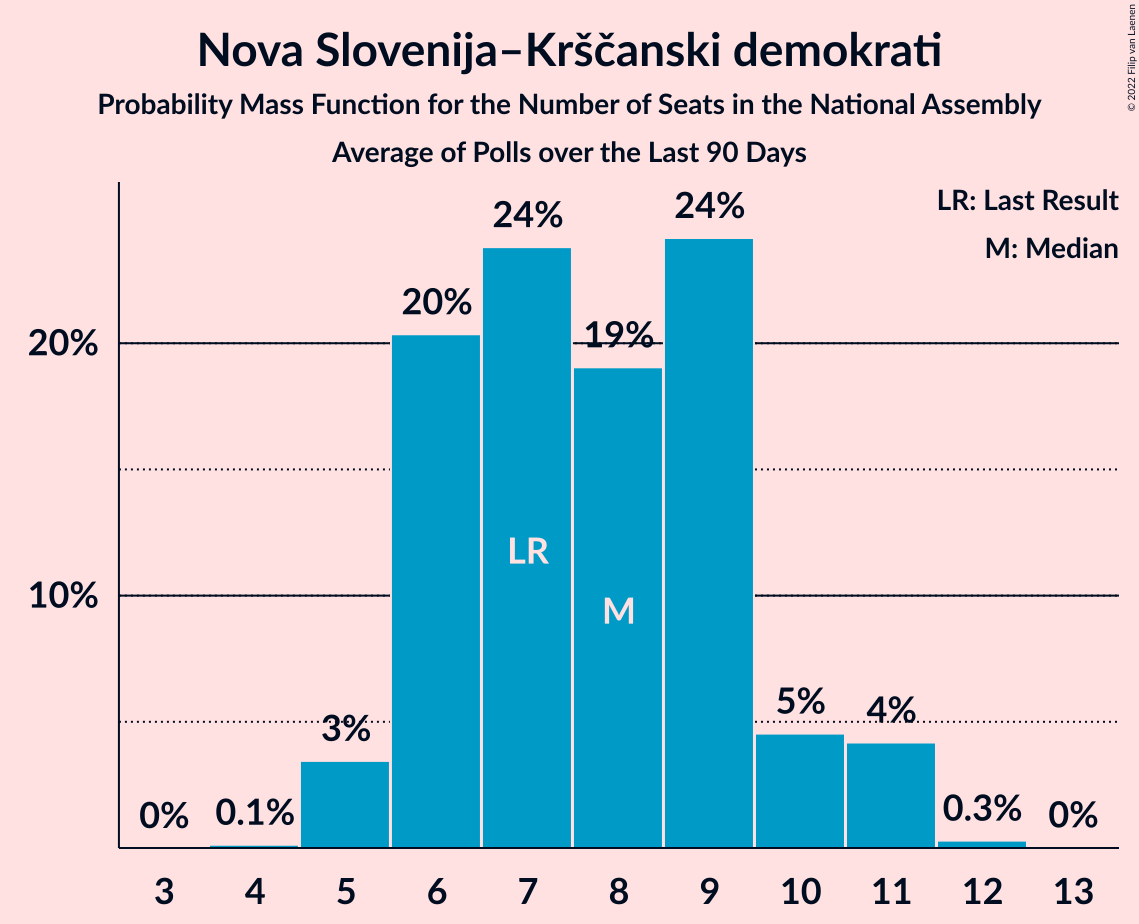 Nova Slovenija–Krščanski demokrati
Probability Mass Function for the Number of Seats in the National Assembly
Average of Polls over the Last 90 Days
© 2022 Filip van Laenen
LR: Last Result
M: Median
24%
24%
20%
19%
20%
LR
M
10%
5%
4%
3%
0%
0.1%
0.3%
0%
3 4 5 6 7 8 9 10 11 12 13